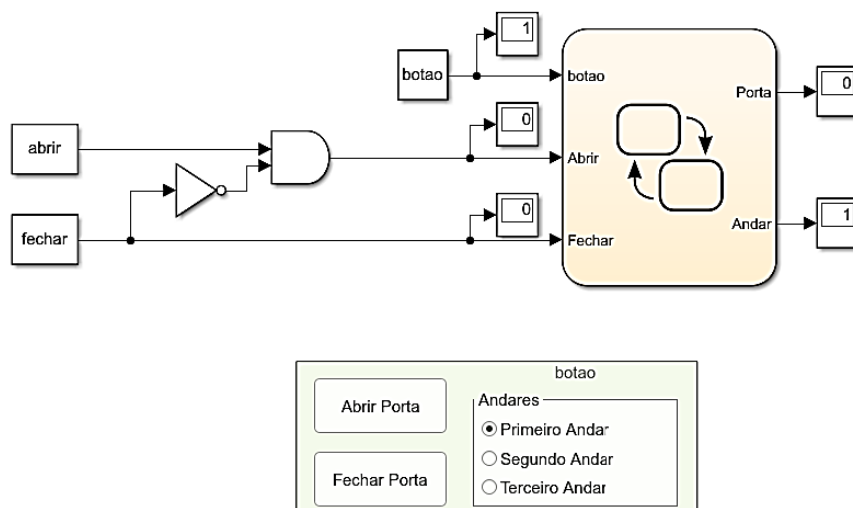 1
botao
botao
0
Porta
abrir
0
Abrir
0
fechar
Fechar
Andar
1
botao
Abrir Porta
Andares
Primeiro Andar
Segundo Andar
Fechar Porta
Terceiro Andar